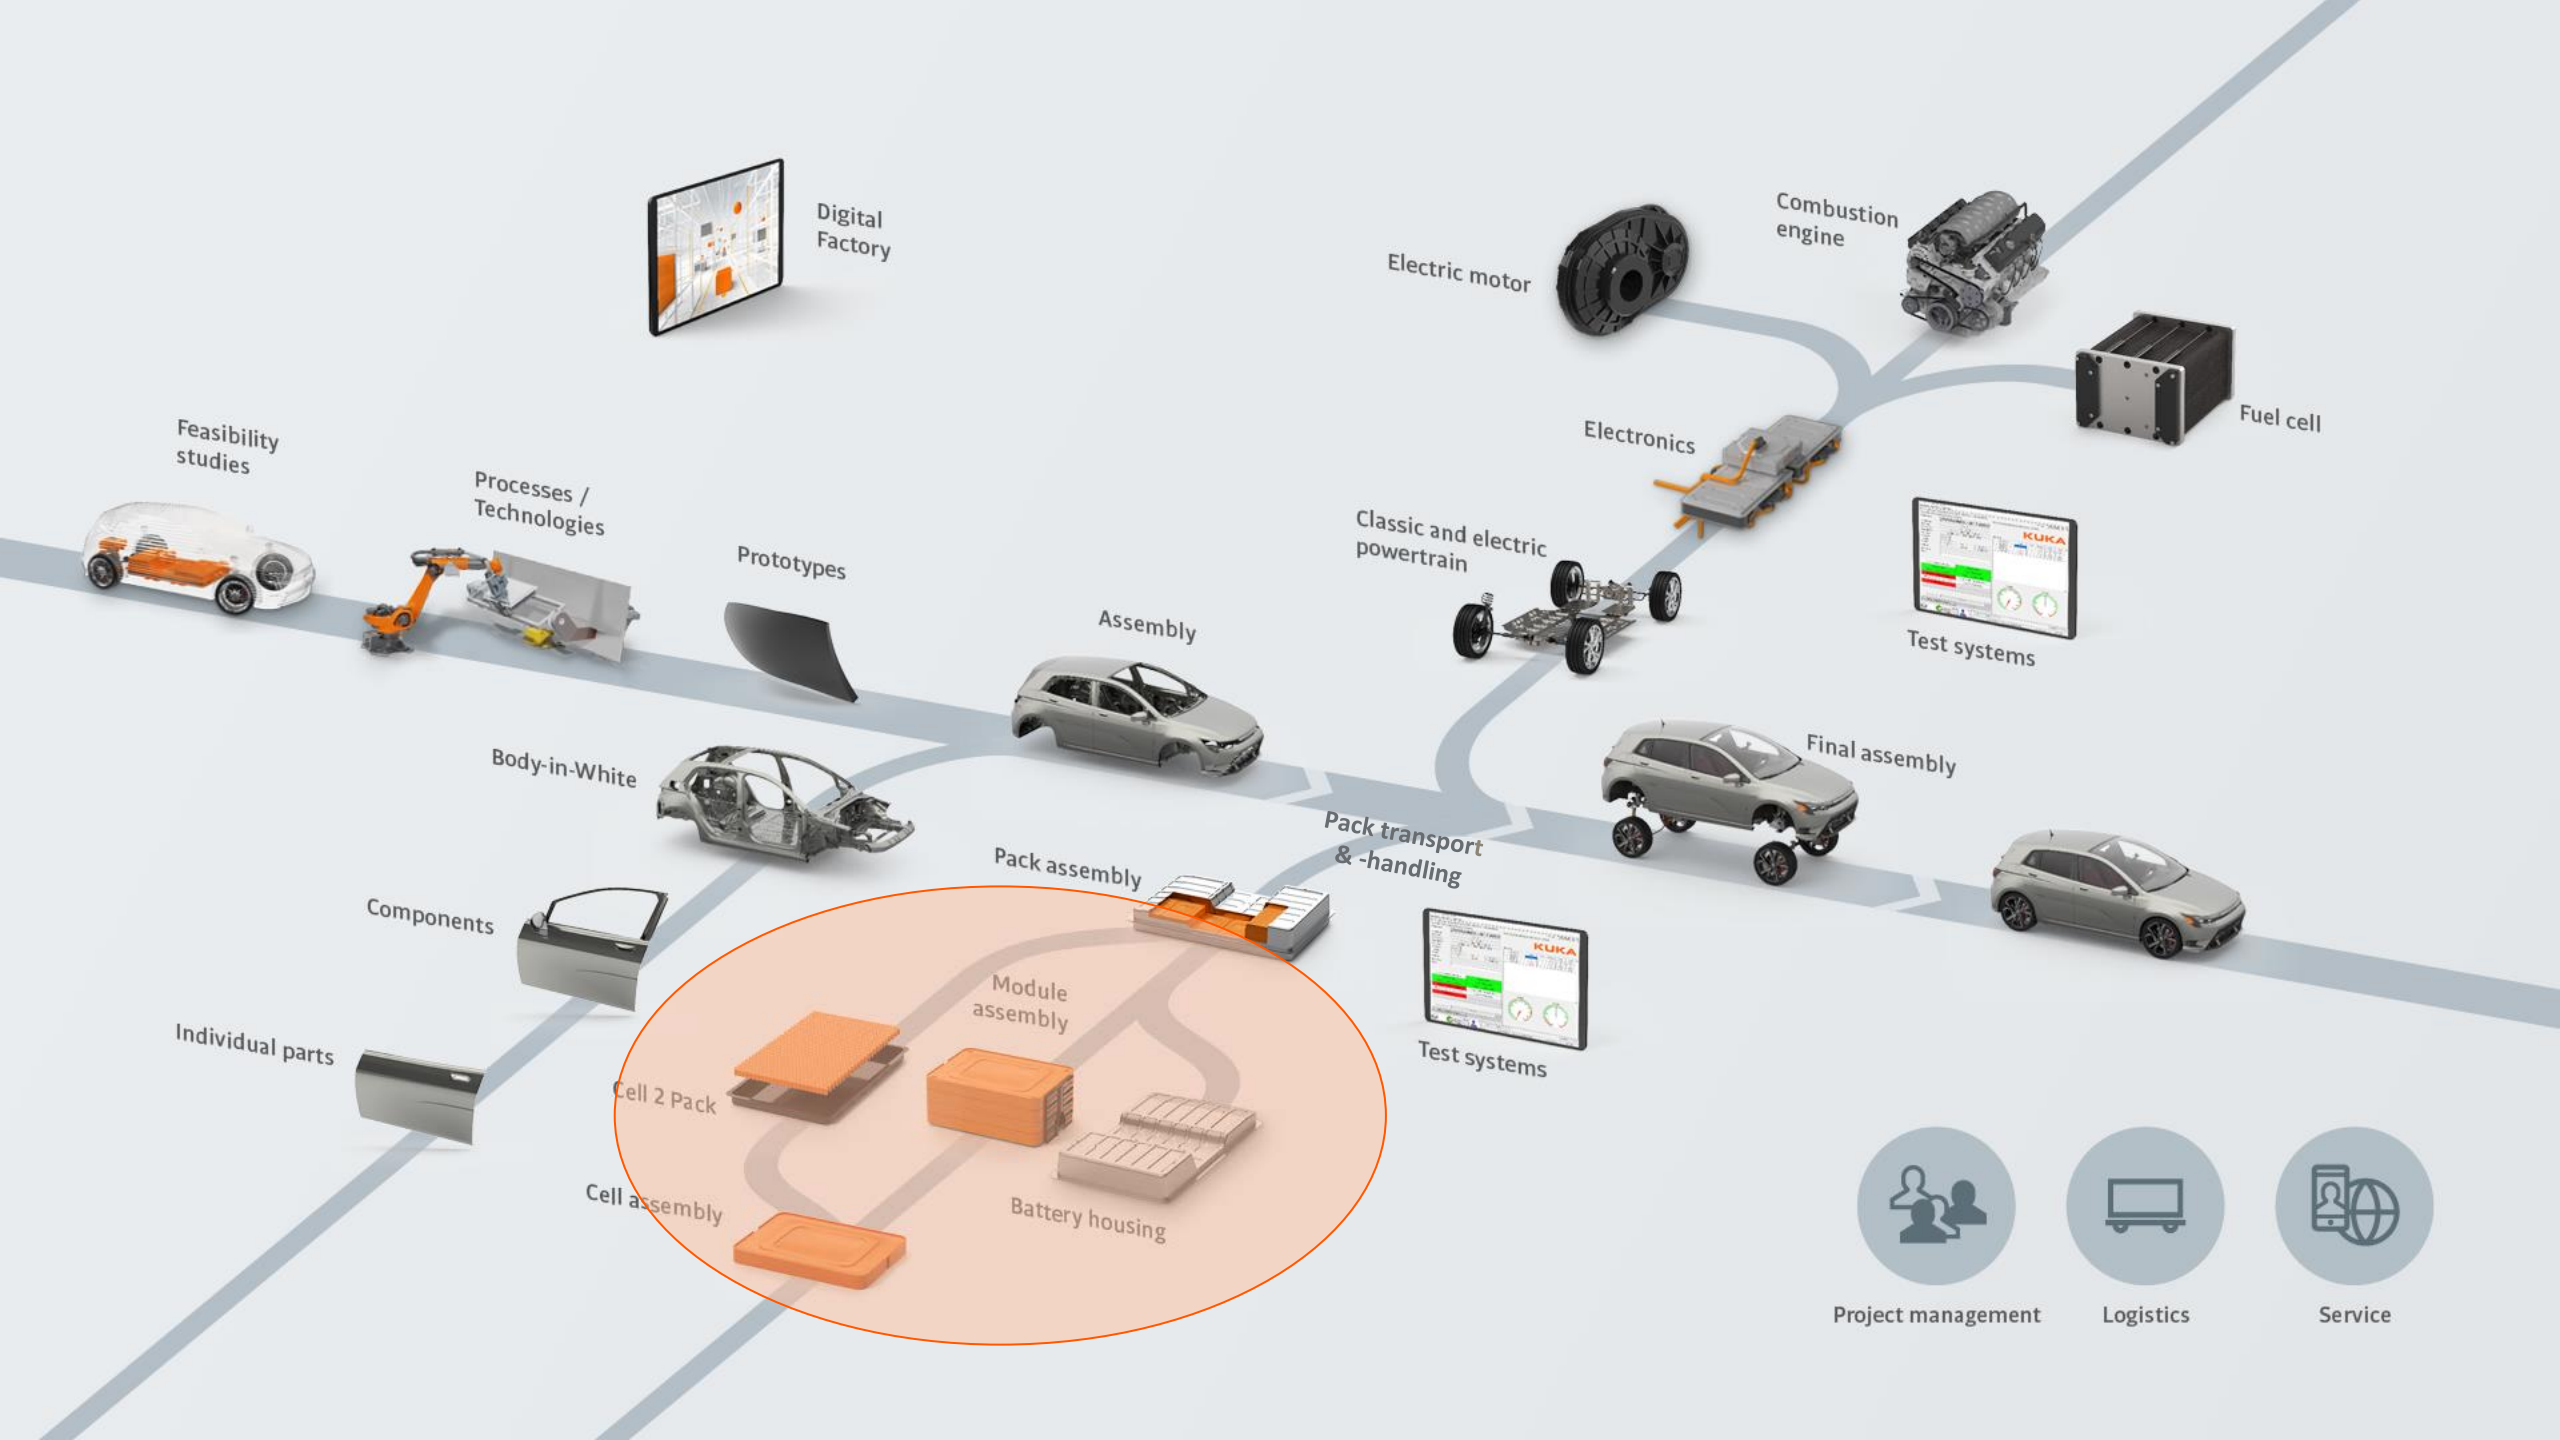 Digital
Factory
Combustion
engine
Electric motor
Fuel cell
Electronics
Feasibility
studies
Processes /
Technologies
Prototypes
Classic and electric
powertrain
KUKA
Test systems
Assembly
Final assembly
Body-in-White
Pack transport
& -handling
Pack assembly
Components
KUKA
Test systems
Module
assembly
Individual parts
Cell 2 Pack
Cell assembly
Battery housing
Project management
Logistics
Service